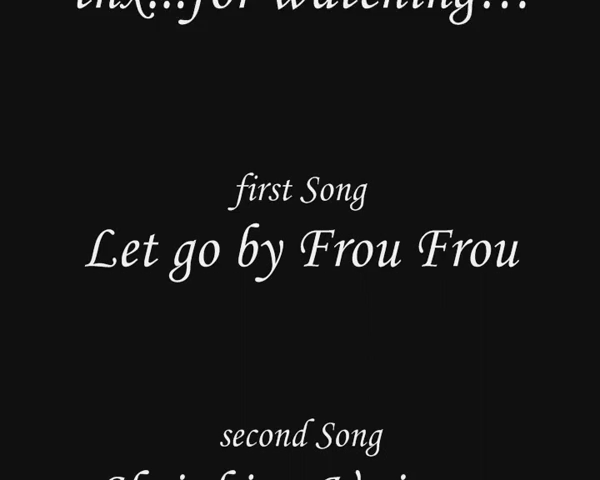 thx...for watching...
first Song
Let go by Frou Frou
second Song